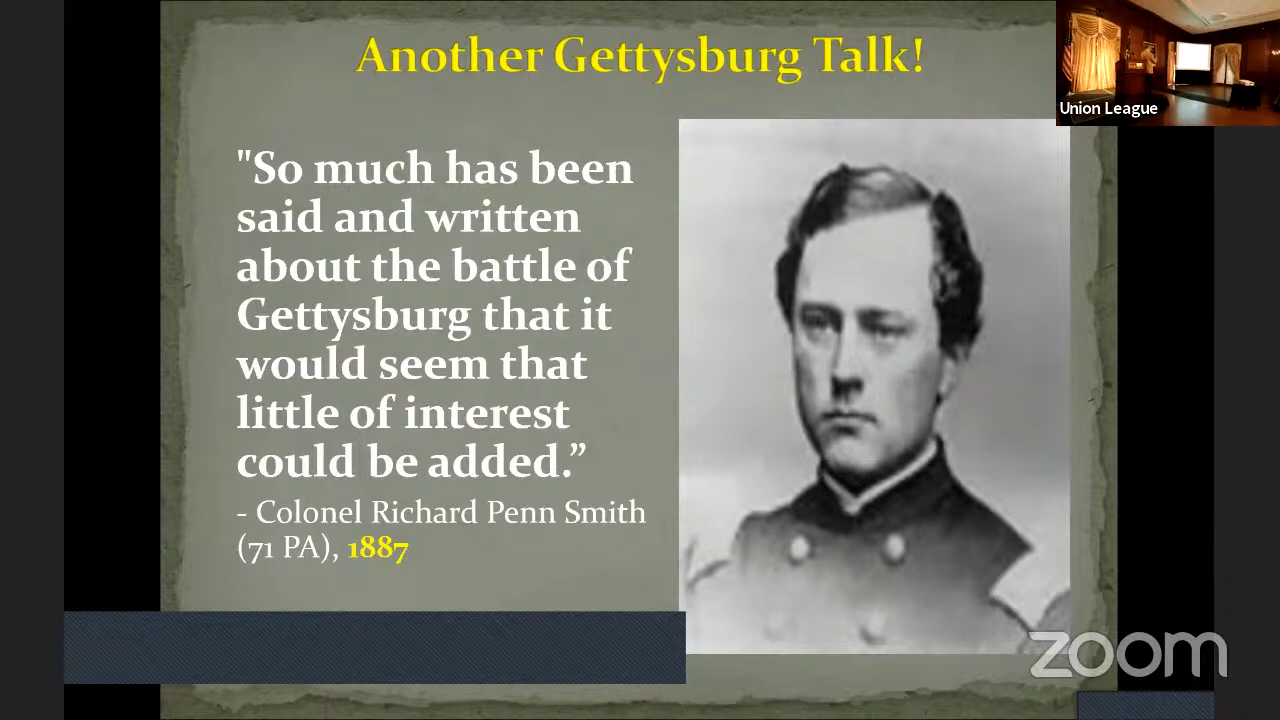 Another Gettysburg Talk!
Union League
"So much has been
said and written
about the battle of
Gettysburg that it
would seem that
little of interest
could be added.”
- Colonel Richard Penn Smith
(71 PA), 1887
zoom